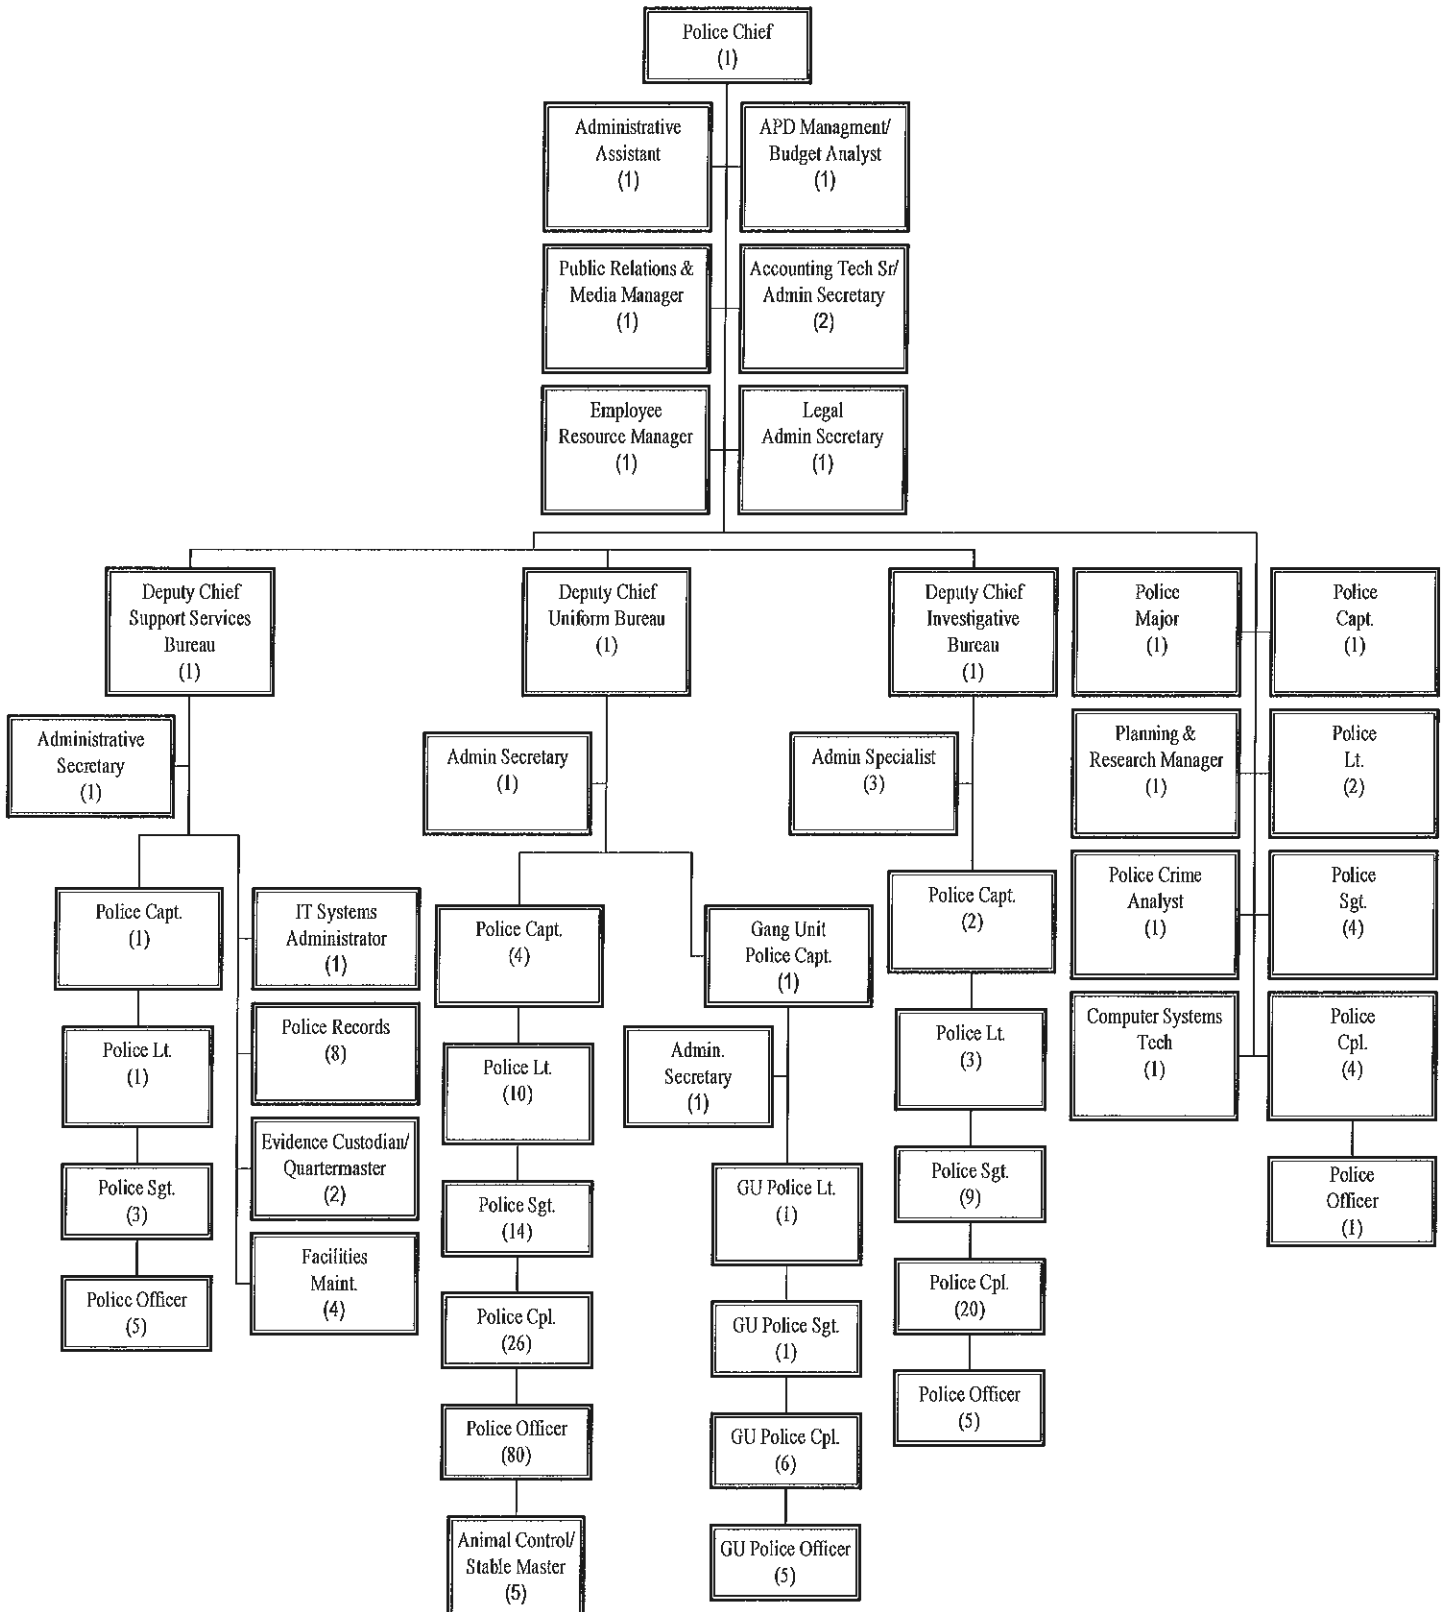 Police Chief
(1)
Administrative
Assistant
(1)
APD Managment/
Budget Analyst
(1)
Public Relations &
Media Manager
(1)
Accounting Tech Sr/
Admin Secretary
(2)
Employee
Resource Manager
(1)
Legal
Admin Secretary
(1)
Deputy Chief
Support Services
Bureau
(1)
Administrative
Secretary
(1)
Police Capt.
(1)
Police Lt.
(1)
Police Sgt.
(3)
Police Officer
(5)
IT Systems
Administrator
(1)
Police Records
(8)
Evidence Custodian/
Quartermaster
(2)
Facilities
Maint.
(4)
Deputy Chief
Uniform Bureau
(1)
Admin Secretary
(1)
Police Capt.
(4)
Police Lt.
(10)
Police Sgt.
(14)
Police Cpl.
(26)
Police Officer
(80)
Animal Control/
Stable Master
(5)
Gang Unit
Police Capt.
(1)
Admin.
Secretary
(1)
GU Police Lt.
(1)
GU Police Sgt.
(1)
GU Police Cpl.
(6)
GU Police Officer
(5)
Deputy Chief
Investigative
Bureau
(1)
Admin Specialist
(3)
Police Capt.
(2)
Police Lt.
(3)
Police Sgt.
(9)
Police Cpl.
(20)
Police Officer
(5)
Police
Major
(1)
Police
Capt.
(1)
Planning &
Research Manager
(1)
Police
Lt.
(2)
Police Crime
Analyst
(1)
Police
Sgt.
(4)
Computer Systems
Tech
(1)
Police
Cpl.
(4)
Police
Officer
(1)